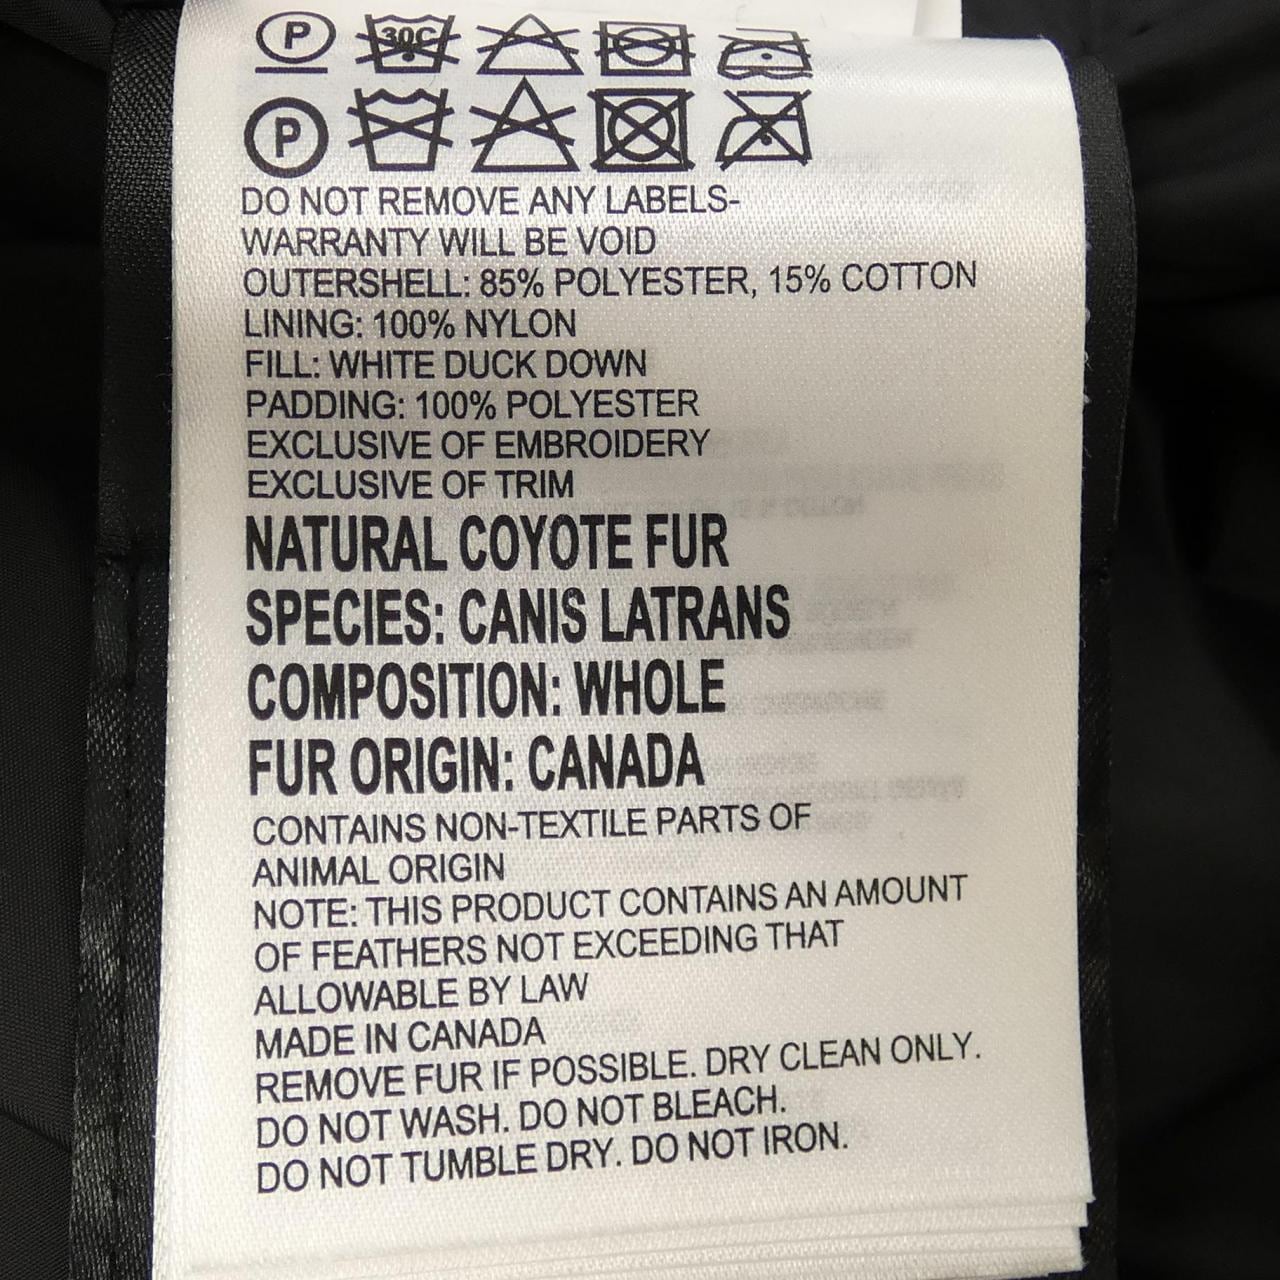 P 30C
P
DO NOT REMOVE ANY LABELS-
WARRANTY WILL BE VOID
OUTERSHELL: 85% POLYESTER, 15% COTTON
LINING: 100% NYLON
FILL: WHITE DUCK DOWN
PADDING: 100% POLYESTER
EXCLUSIVE OF EMBROIDERY
EXCLUSIVE OF TRIM
NATURAL COYOTE FUR
SPECIES: CANIS LATRANS
COMPOSITION: WHOLE
FUR ORIGIN: CANADA
CONTAINS NON-TEXTILE PARTS OF
ANIMAL ORIGIN
NOTE: THIS PRODUCT CONTAINS AN AMOUNT
OF FEATHERS NOT EXCEEDING THAT
ALLOWABLE BY LAW
MADE IN CANADA
REMOVE FUR IF POSSIBLE. DRY CLEAN ONLY.
DO NOT WASH. DO NOT BLEACH.
DO NOT TUMBLE DRY. DO NOT IRON.